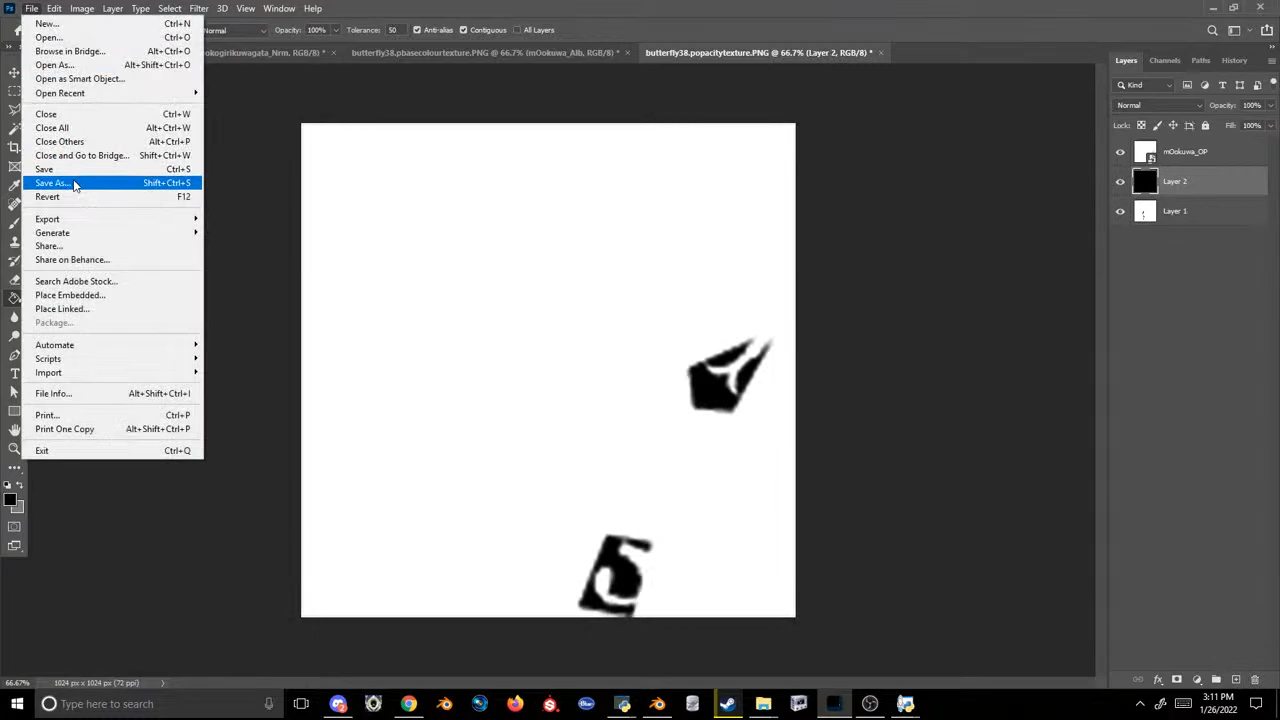 Ps File Edit Image Layer Type Select Filter 3D View Window Help
Normal Opacity: 100% Tolerance: 50 Anti-alias Contiguous All Layers
okogirikuwagata_Nrm, RGB/8) * × butterfly38.pbasecolourtexture.PNG @ 66.7% (mOokuwa_Alb, RGB/8) * × butterfly38.popacitytexture.PNG @ 66.7% (Layer 2, RGB/8) * ×
New... Ctrl+N
Open... Ctrl+O
Browse in Bridge... Alt+Ctrl+O
Open As... Alt+Shift+Ctrl+O
Open as Smart Object...
Open Recent
Close Ctrl+W
Close All Alt+Ctrl+W
Close Others Alt+Ctrl+P
Close and Go to Bridge... Shift+Ctrl+W
Save Ctrl+S
Save As... Shift+Ctrl+S
Revert F12
Export
Generate
Share...
Share on Behance...
Search Adobe Stock...
Place Embedded...
Place Linked...
Package...
Automate
Scripts
Import
File Info... Alt+Shift+Ctrl+I
Print... Ctrl+P
Print One Copy Alt+Shift+Ctrl+P
Exit Ctrl+Q
Layers Channels Paths History
Kind
Normal Opacity: 100%
Lock: Fill: 100%
mOokuwa_OP
Layer 2
Layer 1
66.67% 1024 px x 1024 px (72 ppi)
Type here to search
3:11 PM
1/26/2022